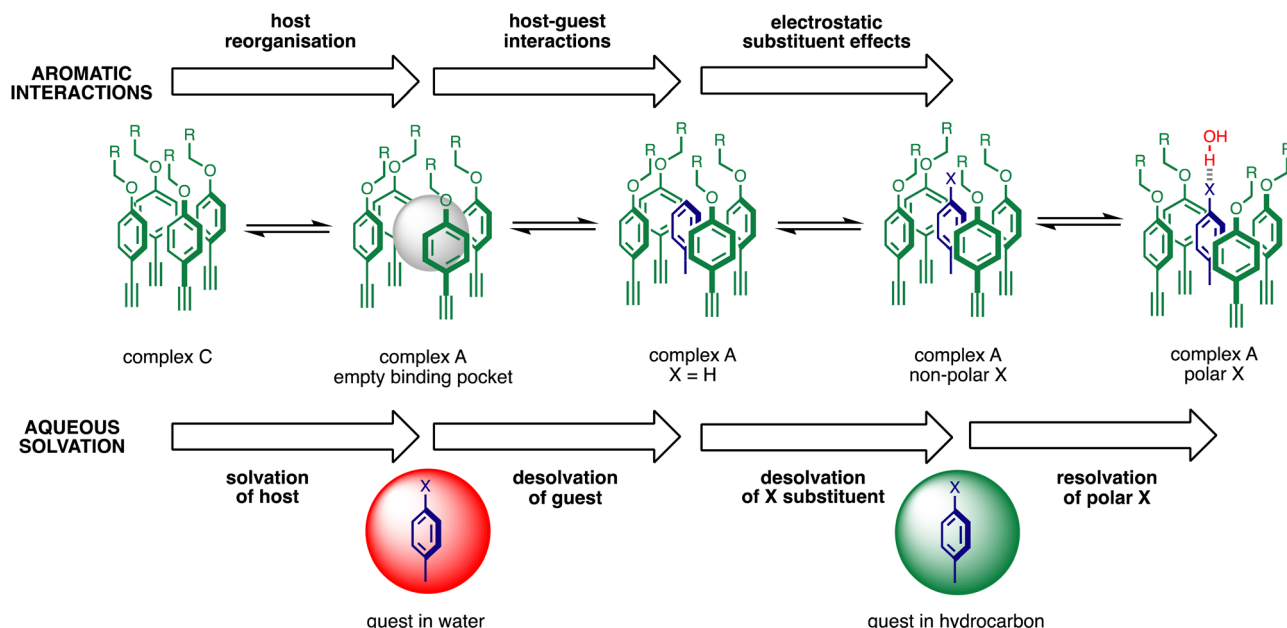 host
reorganisation
host-guest
interactions
electrostatic
substituent effects
AROMATIC
INTERACTIONS
R
R
R
R
O
O
O
O
R
R
R
R
O
O
O
O
R
R
R
R
O
O
O
O
R
R
R
R
X
O
O
O
O
OH
H
R
R
R
R
X
O
O
O
O
complex C
complex A
empty binding pocket
complex A
X = H
complex A
non-polar X
complex A
polar X
AQUEOUS
SOLVATION
solvation
of host
desolvation
of guest
desolvation
of X substituent
resolvation
of polar X
X
X
guest in water
guest in hydrocarbon